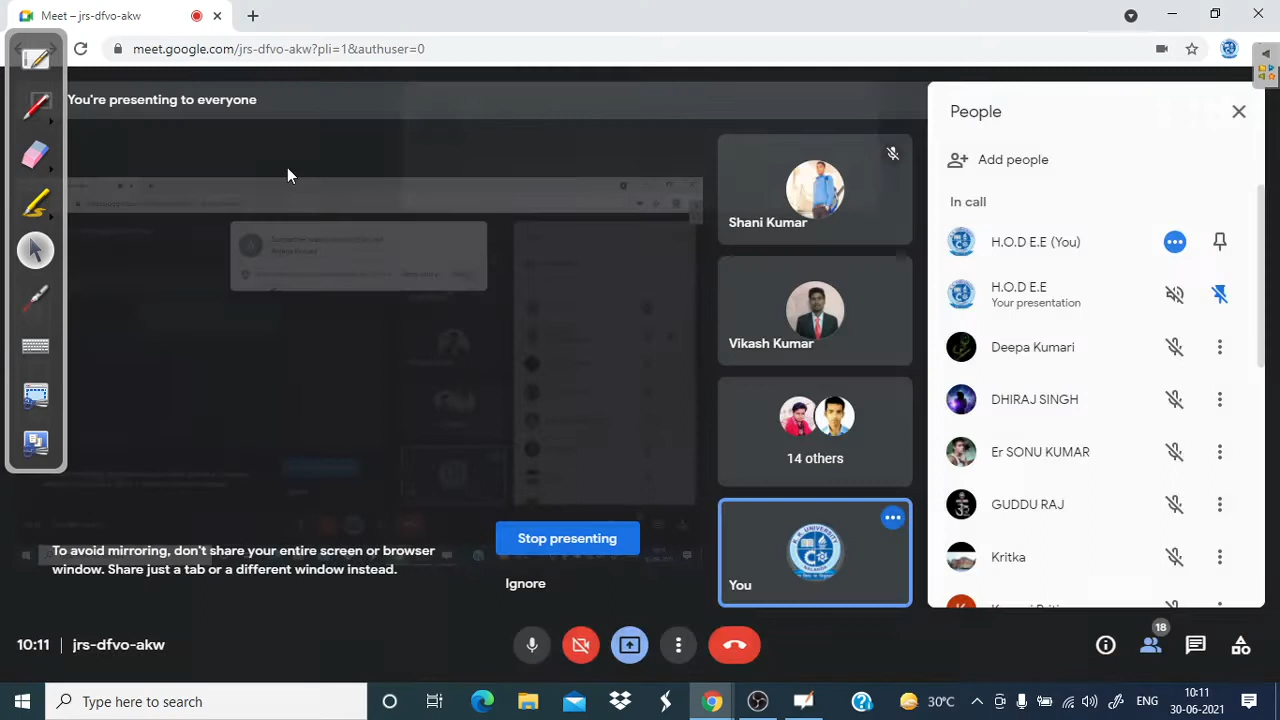 Meet – jrs-dfvo-akw
meet.google.com/jrs-dfvo-akw?pli=1&authuser=0
You're presenting to everyone
People
Add people
In call
H.O.D E.E (You)
H.O.D E.E
Your presentation
Deepa Kumari
DHIRAJ SINGH
Er SONU KUMAR
GUDDU RAJ
Kritka
Shani Kumar
Vikash Kumar
14 others
You
To avoid mirroring, don't share your entire screen or browser
window. Share just a tab or a different window instead.
Stop presenting
Ignore
10:11 | jrs-dfvo-akw
18
Type here to search
30°C
ENG
10:11
30-06-2021